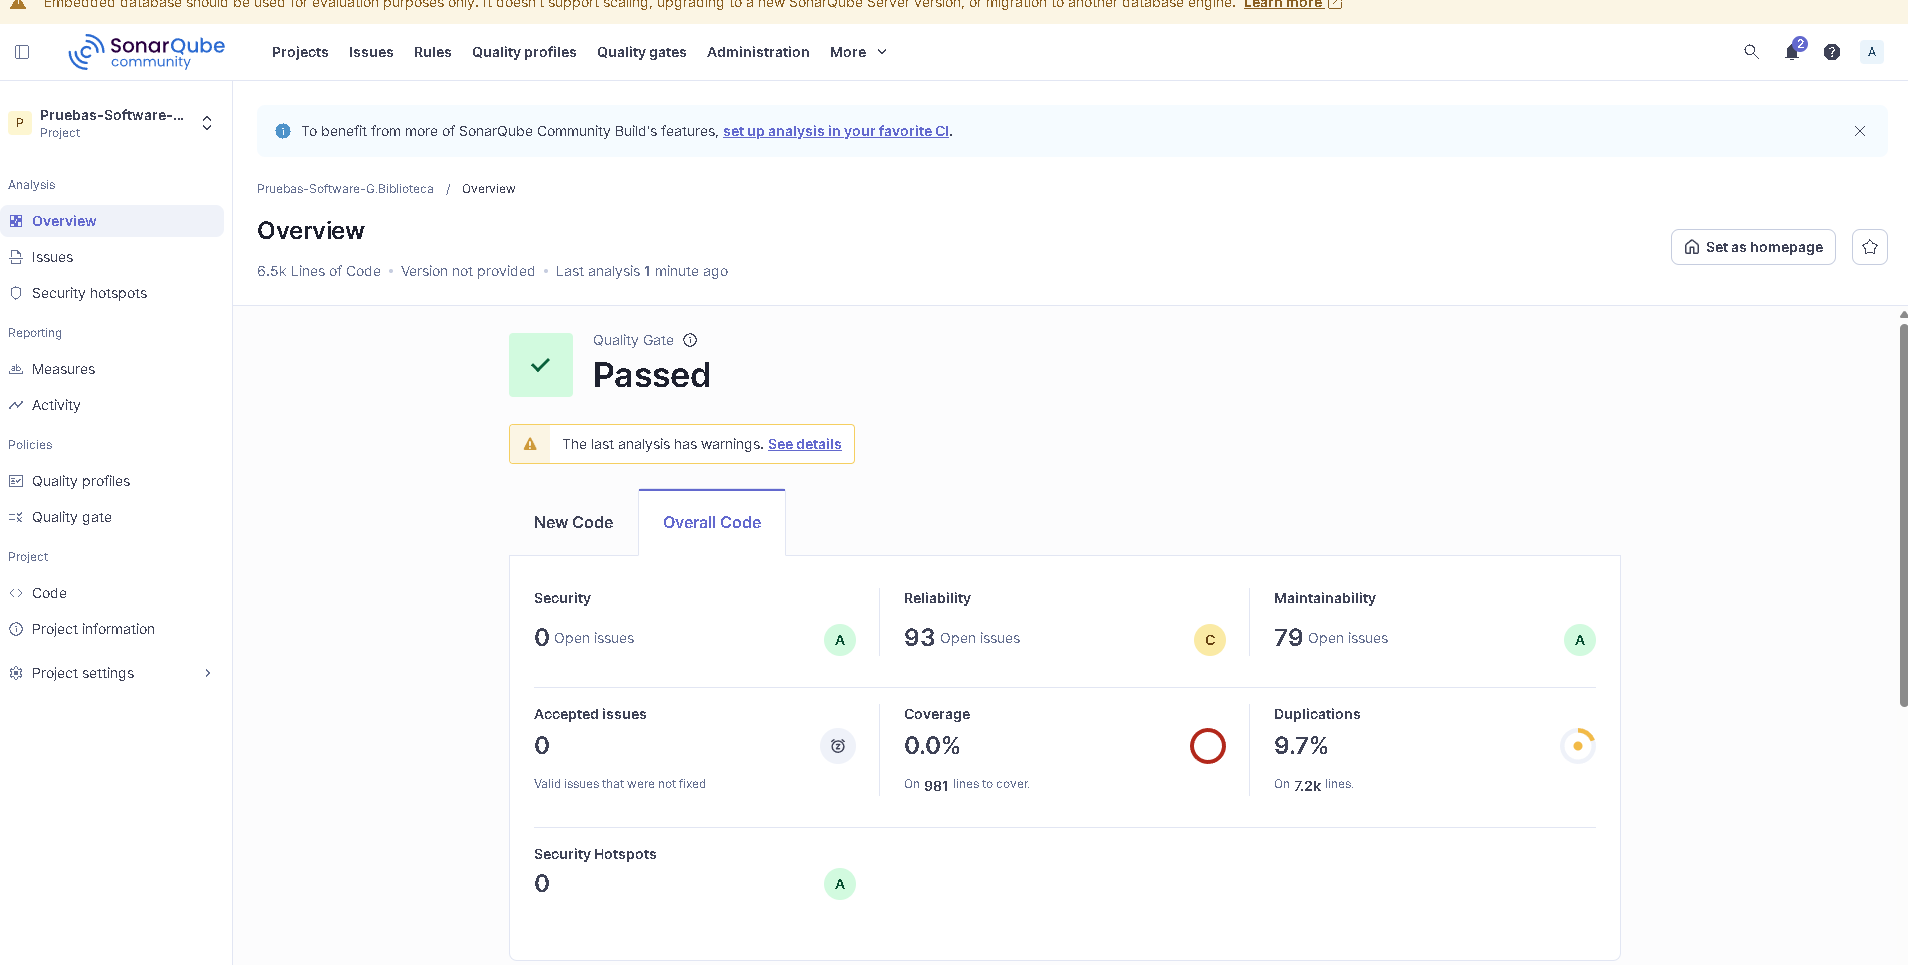 Embedded database should be used for evaluation purposes only. It doesn't support scaling, upgrading to a new SonarQube Server version, or migration to another database engine. Learn more
SonarQube community
Projects Issues Rules Quality profiles Quality gates Administration More
2
A
P
Pruebas-Software-...
Project
To benefit from more of SonarQube Community Build's features, set up analysis in your favorite CI.
Analysis
Overview
Issues
Security hotspots
Reporting
Measures
Activity
Policies
Quality profiles
Quality gate
Project
Code
Project information
Project settings
Pruebas-Software-G.Biblioteca / Overview
Overview
6.5k Lines of Code • Version not provided • Last analysis 1 minute ago
Set as homepage
Quality Gate
Passed
The last analysis has warnings. See details
New Code
Overall Code
Security
0 Open issues
A
Reliability
93 Open issues
C
Maintainability
79 Open issues
A
Accepted issues
0
Valid issues that were not fixed
Coverage
0.0%
On 981 lines to cover.
Duplications
9.7%
On 7.2k lines.
Security Hotspots
0
A